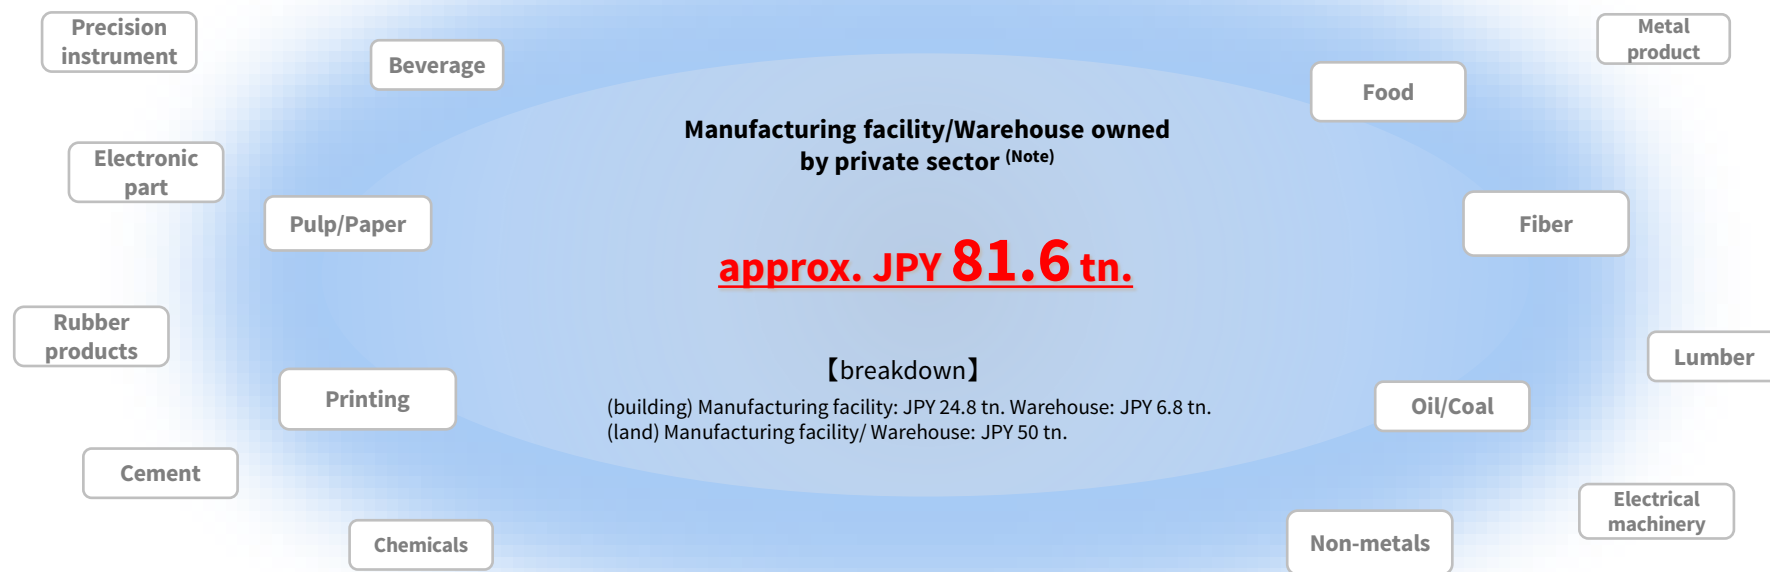 Precision
instrument
Beverage
Metal
product
Food
Manufacturing facility/Warehouse owned
by private sector (Note)
Electronic
part
Pulp/Paper
Fiber
approx. JPY 81.6 tn.
Rubber
products
Lumber
【breakdown】
Printing
(building) Manufacturing facility: JPY 24.8 tn. Warehouse: JPY 6.8 tn.
(land) Manufacturing facility/ Warehouse: JPY 50 tn.
Oil/Coal
Cement
Electrical
machinery
Chemicals
Non-metals